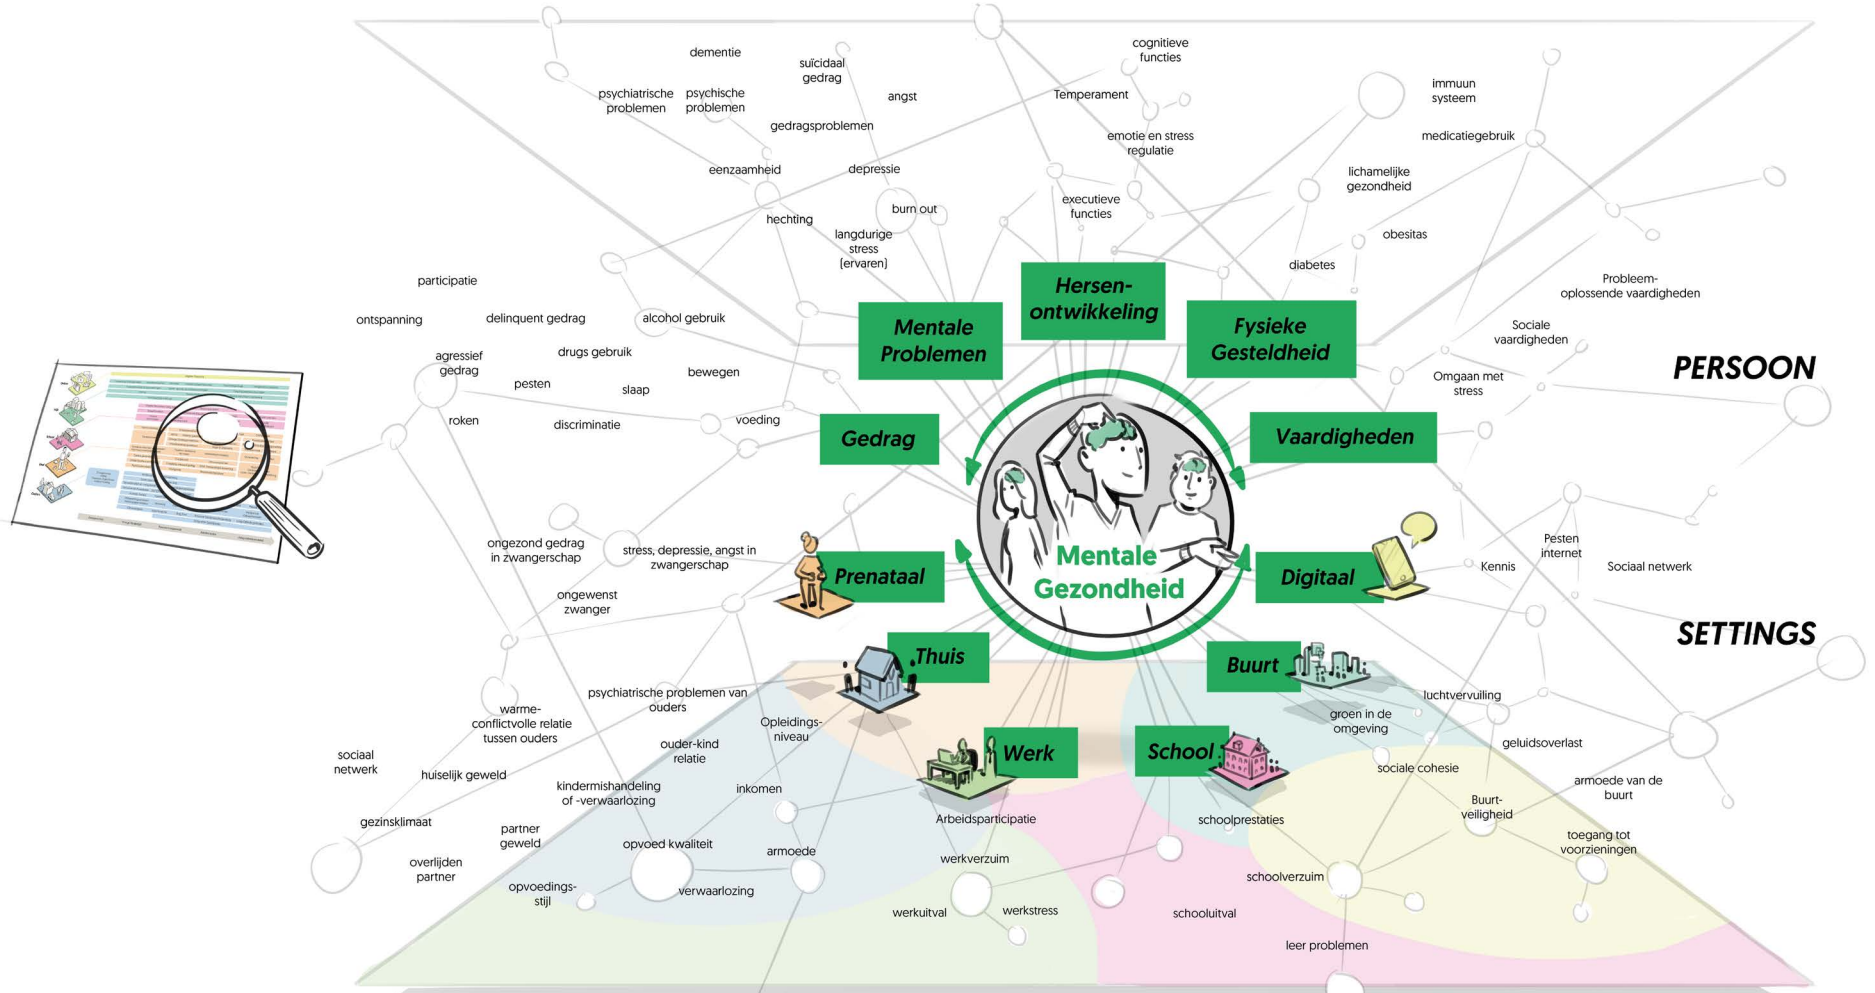 dementie
suïcidaal
gedrag
cognitieve
functies
psychiatrische
problemen
psychische
problemen
angst
Temperament
immuun
systeem
gedragsproblemen
emotie en stress
regulatie
medicatiegebruik
eenzaamheid
depressie
lichamelijke
gezondheid
hechting
burn out
executieve
functies
langdurige
stress
(ervaren)
obesitas
diabetes
participatie
Probleem-
oplossende vaardigheden
ontspanning
delinquent gedrag
alcohol gebruik
Mentale
Problemen
Hersen-
ontwikkeling
Fysieke
Gesteldheid
Sociale
vaardigheden
agressief
gedrag
drugs gebruik
bewegen
PERSOON
pesten
slaap
Omgaan met
stress
roken
discriminatie
voeding
Gedrag
Vaardigheden
ongezond gedrag
in zwangerschap
stress, depressie, angst in
zwangerschap
Prenataal
Mentale
Gezondheid
Digitaal
Pesten
internet
Kennis
Sociaal netwerk
ongewenst
zwanger
SETTINGS
Thuis
Buurt
psychiatrische problemen van
ouders
luchtvervuiling
warme-
conflictvolle relatie
tussen ouders
Opleidings-
niveau
groen in de
omgeving
sociaal
netwerk
ouder-kind
relatie
Werk
School
geluidsoverlast
huiselijk geweld
kindermishandeling
of -verwaarlozing
inkomen
sociale cohesie
armoede van de
buurt
gezinsklimaat
partner
geweld
Arbeidsparticipatie
schoolprestaties
Buurt-
veiligheid
opvoed kwaliteit
armoede
toegang tot
voorzieningen
overlijden
partner
werkverzuim
opvoedings-
stijl
verwaarlozing
schoolverzuim
werkuitval
werkstress
schooluitval
leer problemen